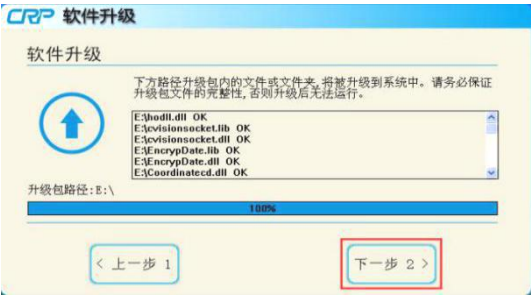 CRP 软件升级
软件升级
下方路径升级包内的文件或文件夹,将被升级到系统中。请务必保证
升级包文件的完整性,否则升级后无法运行。
E:\hodll.dll OK
E:\cvisionsocket.lib OK
E:\cvisionsocket.dll OK
E:\EncrypDate.lib OK
E:\EncrypDate.dll OK
E:\Coordinatecd.dll OK
升级包路径:E:\
100%
< 上一步 1
下一步 2 >